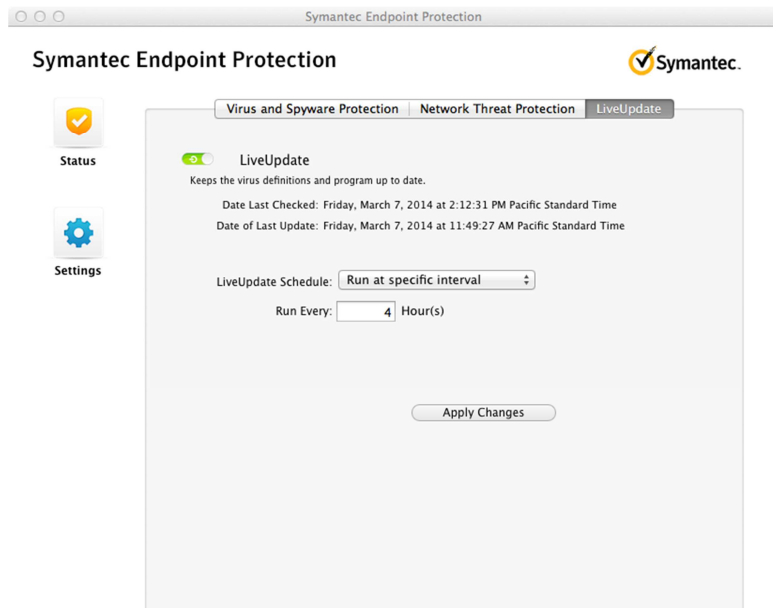 Symantec Endpoint Protection
Symantec Endpoint Protection
Symantec.
Virus and Spyware Protection
Network Threat Protection
LiveUpdate
Status
LiveUpdate
Keeps the virus definitions and program up to date.
Date Last Checked: Friday, March 7, 2014 at 2:12:31 PM Pacific Standard Time
Date of Last Update: Friday, March 7, 2014 at 11:49:27 AM Pacific Standard Time
Settings
LiveUpdate Schedule: Run at specific interval
Run Every: 4 Hour(s)
Apply Changes